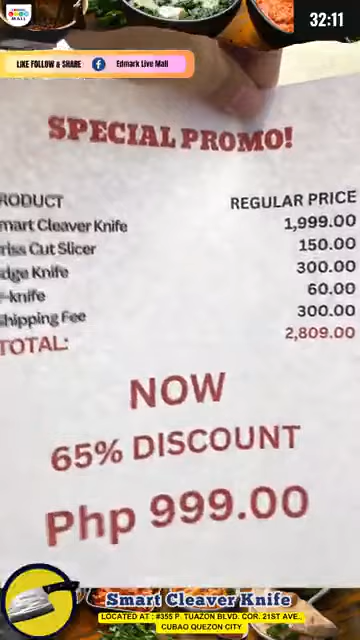 MALL
32:11
LIKE FOLLOW & SHARE
Edmark Live Mall
SPECIAL PROMO!
RODUCT REGULAR PRICE
mart Cleaver Knife 1,999.00
riss Cut Slicer 150.00
dge Knife 300.00
-knife 60.00
hipping Fee 300.00
TOTAL: 2,809.00
NOW
65% DISCOUNT
Php 999.00
Smart Cleaver Knife
LOCATED AT : #355 P. TUAZON BLVD. COR. 21ST AVE.,
CUBAO QUEZON CITY